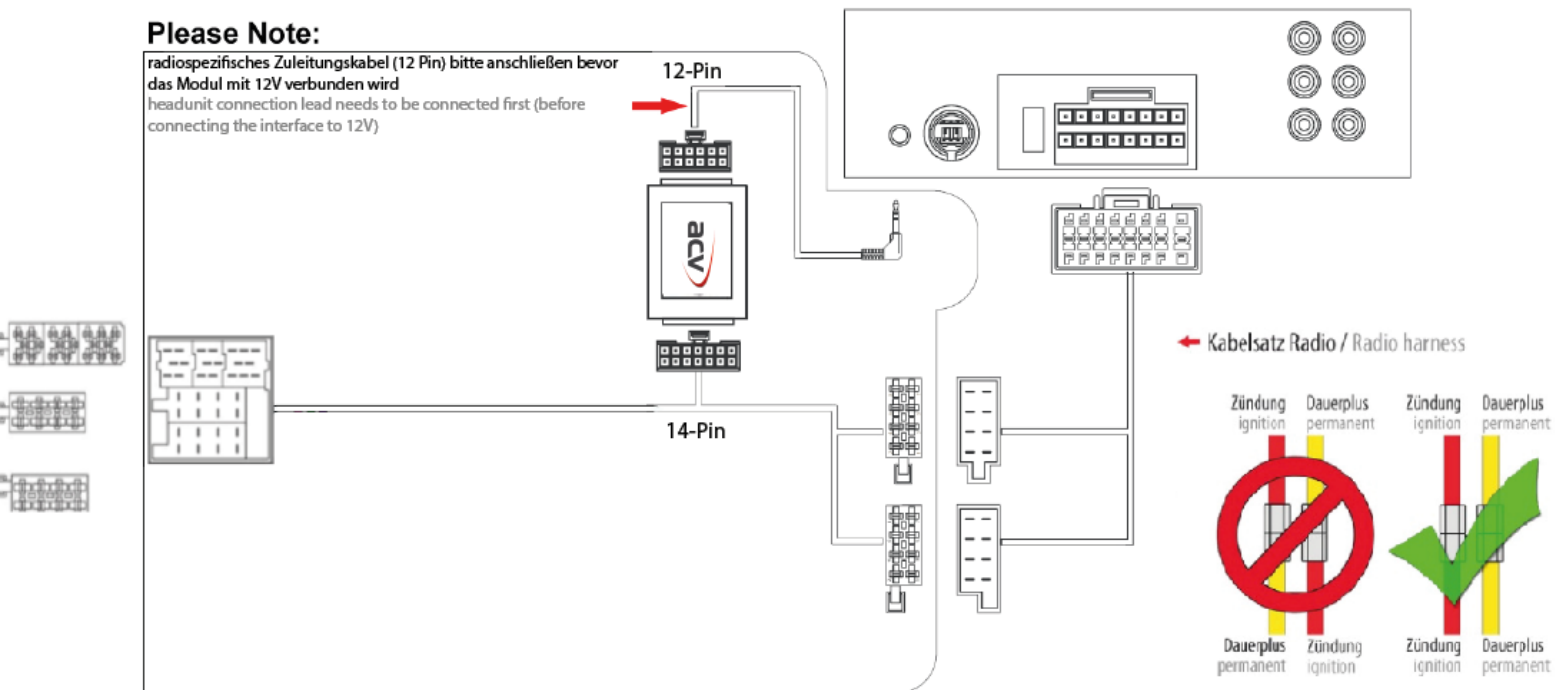 Please Note:
radiospezifisches Zuleitungskabel (12 Pin) bitte anschließen bevor
das Modul mit 12V verbunden wird
headunit connection lead needs to be connected first (before
connecting the interface to 12V)
12-Pin
acv
14-Pin
Kabelsatz Radio / Radio harness
Zündung Dauerplus Zündung Dauerplus
ignition permanent ignition permanent
Dauerplus Zündung Zündung Dauerplus
permanent ignition ignition permanent